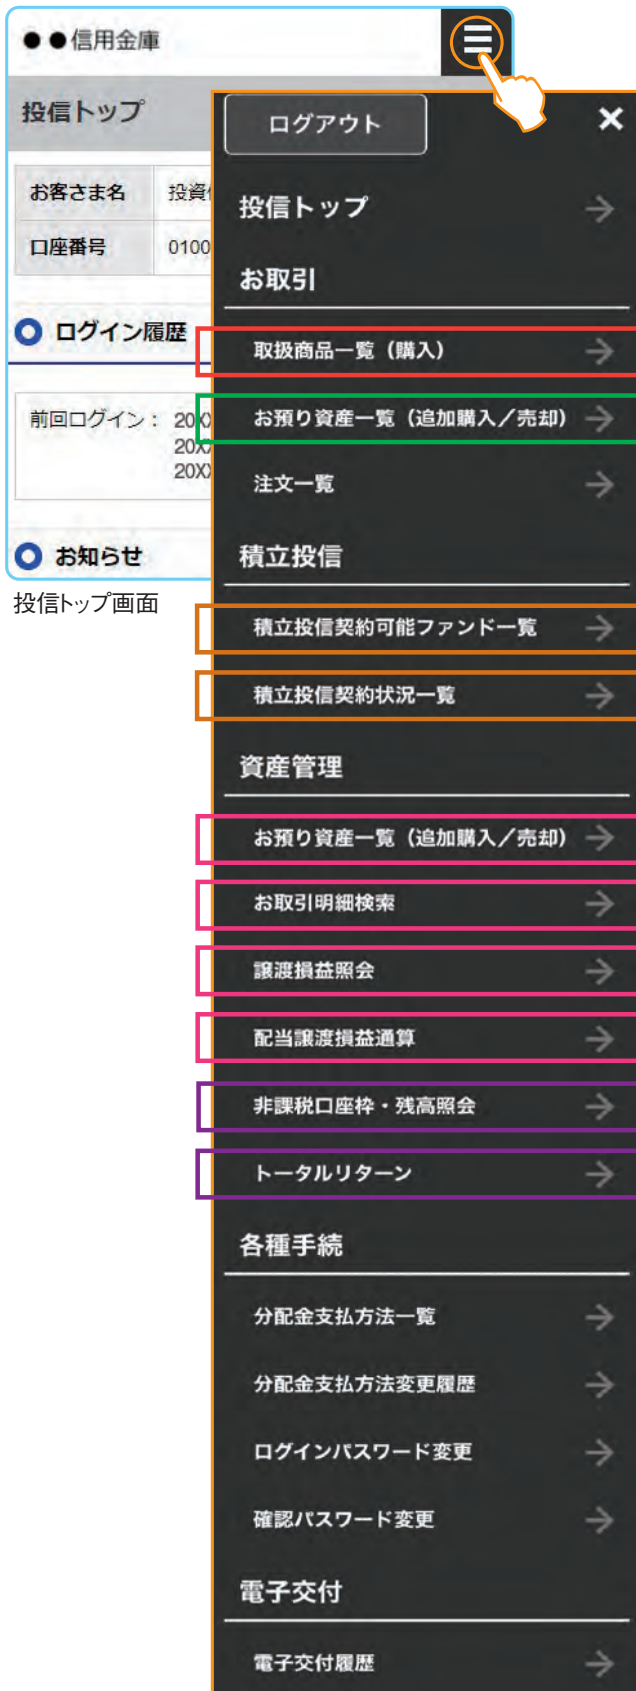 ●●信用金庫
投信トップ
お客さま名 投資
口座番号 0100
ログイン履歴
前回ログイン： 20XX
20XX
20XX
お知らせ
投信トップ画面
ログアウト
投信トップ
お取引
取扱商品一覧（購入）
お預り資産一覧（追加購入／売却）
注文一覧
積立投信
積立投信契約可能ファンド一覧
積立投信契約状況一覧
資産管理
お預り資産一覧（追加購入／売却）
お取引明細検索
譲渡損益照会
配当譲渡損益通算
非課税口座枠・残高照会
トータルリターン
各種手続
分配金支払方法一覧
分配金支払方法変更履歴
ログインパスワード変更
確認パスワード変更
電子交付
電子交付履歴